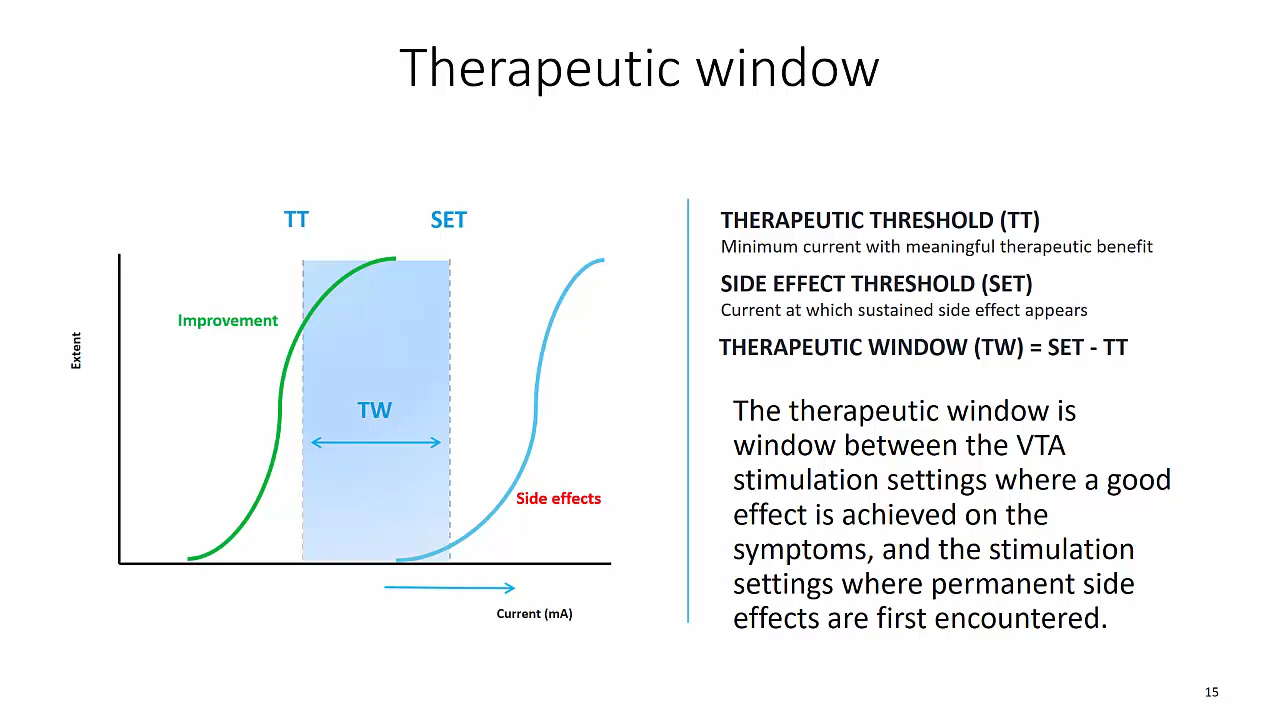 Therapeutic window
TT
SET
Improvement
Extent
TW
Side effects
Current (mA)
THERAPEUTIC THRESHOLD (TT)
Minimum current with meaningful therapeutic benefit
SIDE EFFECT THRESHOLD (SET)
Current at which sustained side effect appears
THERAPEUTIC WINDOW (TW) = SET - TT
The therapeutic window is
window between the VTA
stimulation settings where a good
effect is achieved on the
symptoms, and the stimulation
settings where permanent side
effects are first encountered.
15